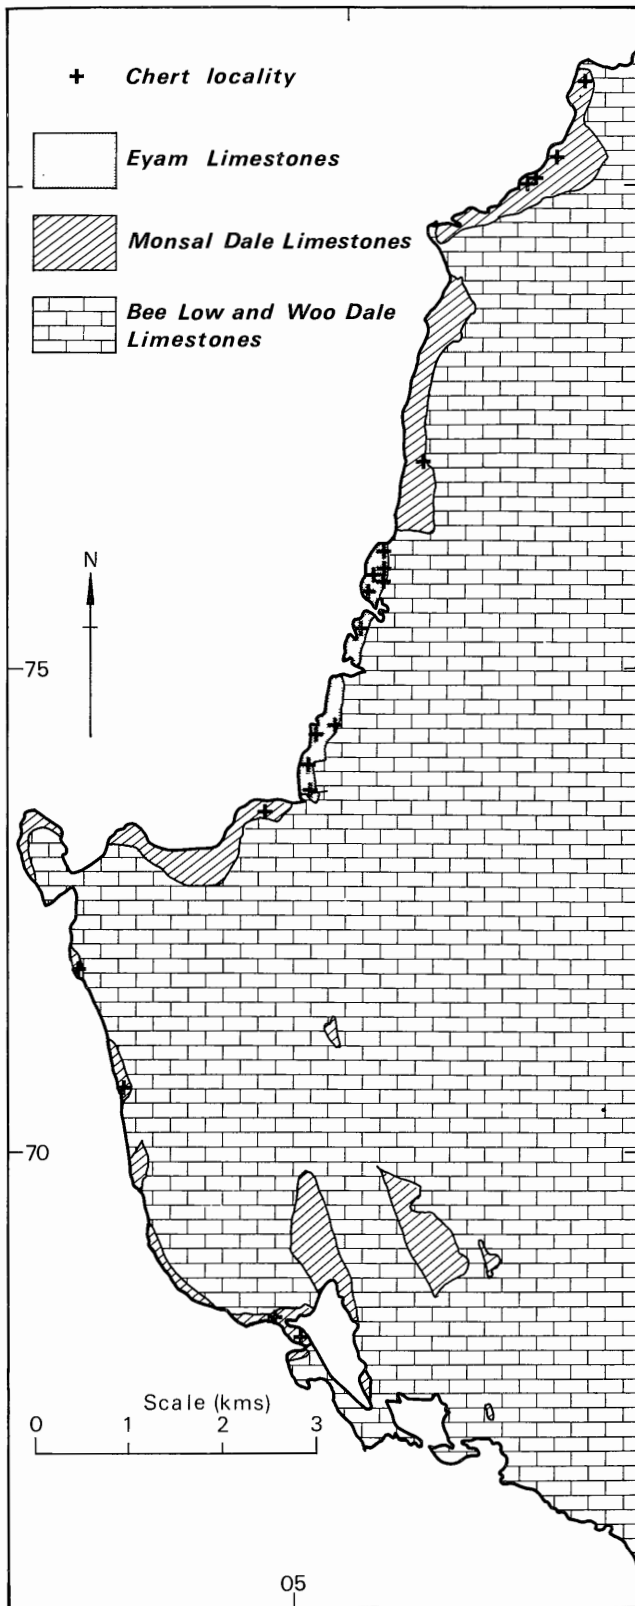 + Chert locality
Eyam Limestones
Monsal Dale Limestones
Bee Low and Woo Dale
Limestones
N
75
70
Scale (kms)
0 1 3
05